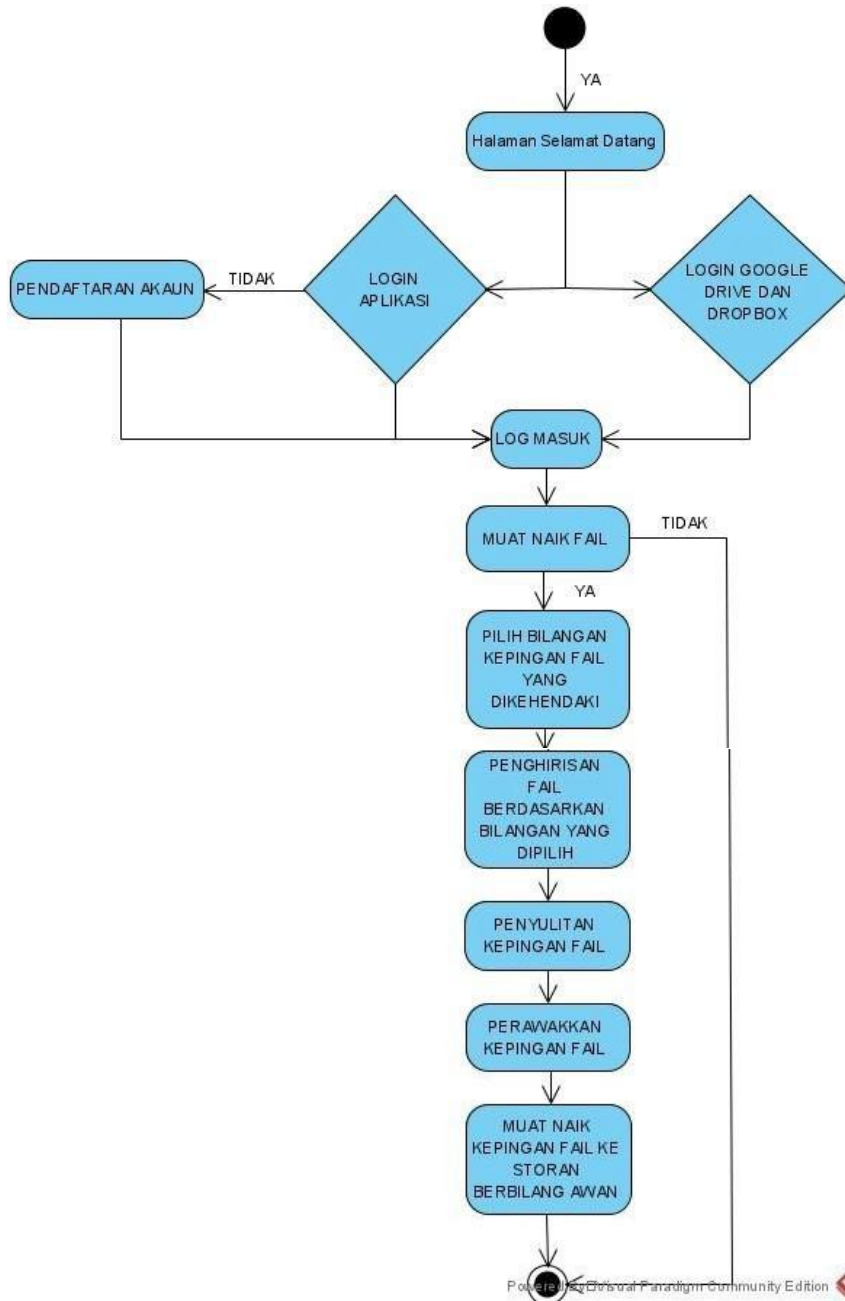 YA
Halaman Selamat Datang
PENDAFTARAN AKAUN
TIDAK
LOGIN
APLIKASI
LOGIN GOOGLE
DRIVE DAN
DROPBOX
LOG MASUK
MUAT NAIK FAIL
TIDAK
YA
PILIH BILANGAN
KEPINGAN FAIL
YANG
DIKEHENDAKI
PENGHIRISAN
FAIL
BERDASARKAN
BILANGAN YANG
DIPILIH
PENYULITAN
KEPINGAN FAIL
PERAWAKKAN
KEPINGAN FAIL
MUAT NAIK
KEPINGAN FAIL KE
STORAN
BERBILANG AWAN
Visual Paradigm Community Edition